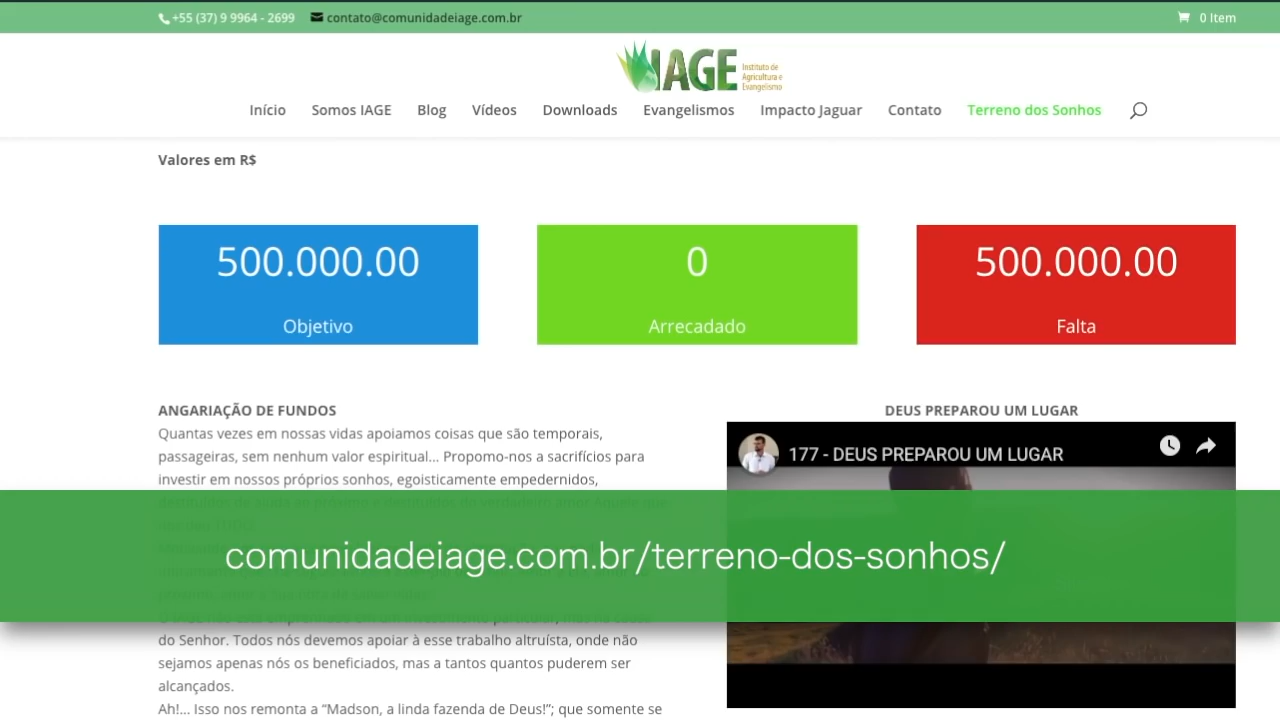 +55 (37) 9 9964 - 2699
contato@comunidadeiage.com.br
0 Item
IAGE
Instituto de
Agricultura e
Evangelismo
Início Somos IAGE Blog Vídeos Downloads Evangelismos Impacto Jaguar Contato Terreno dos Sonhos
Valores em R$
500.000.00
Objetivo
0
Arrecadado
500.000.00
Falta
ANGARIAÇÃO DE FUNDOS
Quantas vezes em nossas vidas apoiamos coisas que são temporais,
passageiras, sem nenhum valor espiritual... Propomo-nos a sacrifícios para
investir em nossos próprios sonhos, egoisticamente empedernidos,
DEUS PREPAROU UM LUGAR
177 - DEUS PREPAROU UM LUGAR
comunidadeiage.com.br/terreno-dos-sonhos/
do Senhor. Todos nós devemos apoiar à esse trabalho altruísta, onde não
sejamos apenas nós os beneficiados, mas a tantos quantos puderem ser
alcançados.
Ah!... Isso nos remonta a “Madson, a linda fazenda de Deus!”; que somente se